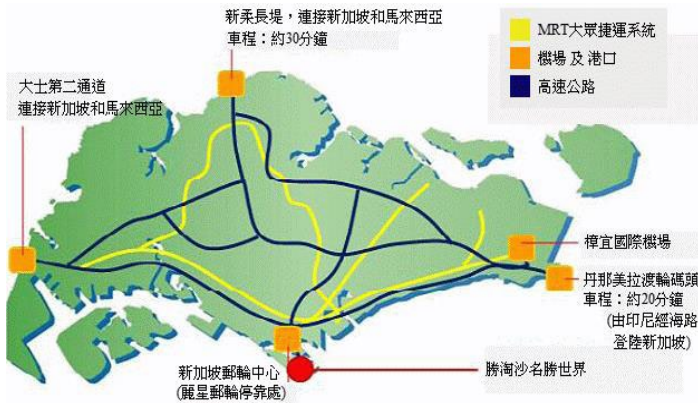 新柔長堤，連接新加坡和馬來西亞
車程：約30分鐘
MRT大眾捷運系統
機場 及 港口
高速公路
大士第二通道
連接新加坡和馬來西亞
樟宜國際機場
丹那美拉渡輪碼頭
車程：約20分鐘
(由印尼經海路
登陸新加坡)
新加坡郵輪中心
(麗星郵輪停靠處)
勝淘沙名勝世界